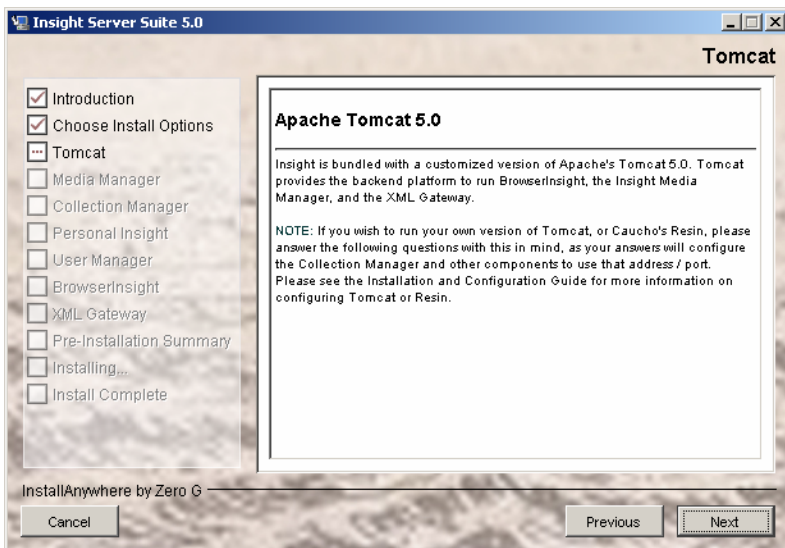 Insight Server Suite 5.0
Tomcat
Introduction
Choose Install Options
Tomcat
Media Manager
Collection Manager
Personal Insight
User Manager
BrowserInsight
XML Gateway
Pre-Installation Summary
Installing...
Install Complete
Apache Tomcat 5.0
Insight is bundled with a customized version of Apache's Tomcat 5.0. Tomcat
provides the backend platform to run BrowserInsight, the Insight Media
Manager, and the XML Gateway.
NOTE: If you wish to run your own version of Tomcat, or Caucho's Resin, please
answer the following questions with this in mind, as your answers will configure
the Collection Manager and other components to use that address / port.
Please see the Installation and Configuration Guide for more information on
configuring Tomcat or Resin.
InstallAnywhere by Zero G
Cancel
Previous
Next